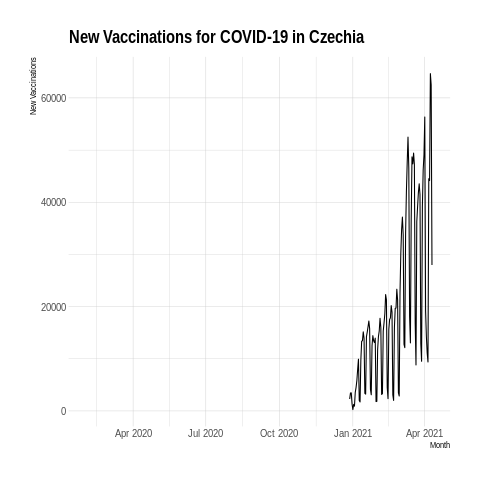 New Vaccinations for COVID-19 in Czechia
New Vaccinations
60000
40000
20000
0
Apr 2020 Jul 2020 Oct 2020 Jan 2021 Apr 2021
Month